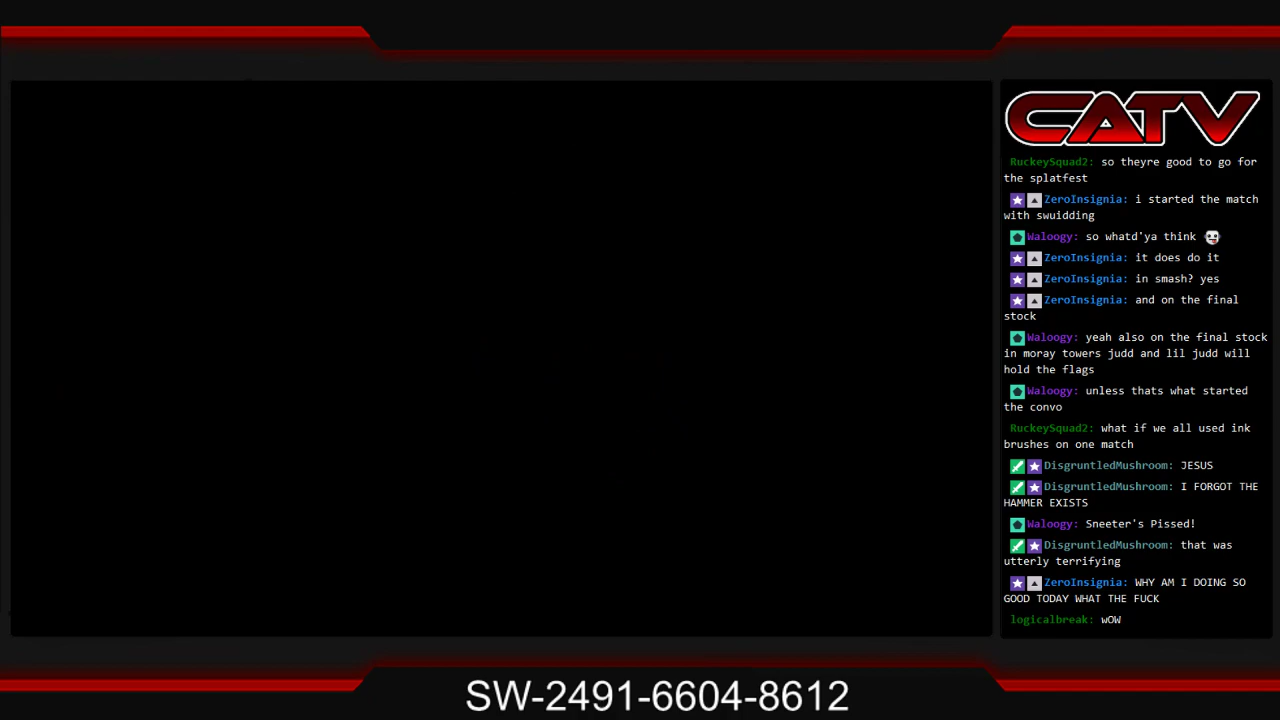 CATV
RuckeySquad2: so theyre good to go for
the splatfest
ZeroInsignia: i started the match
with swuidding
Waloogy: so whatd'ya think
ZeroInsignia: it does do it
ZeroInsignia: in smash? yes
ZeroInsignia: and on the final
stock
Waloogy: yeah also on the final stock
in moray towers judd and lil judd will
hold the flags
Waloogy: unless thats what started
the convo
RuckeySquad2: what if we all used ink
brushes on one match
DisgruntledMushroom: JESUS
DisgruntledMushroom: I FORGOT THE
HAMMER EXISTS
Waloogy: Sneeter's Pissed!
DisgruntledMushroom: that was
utterly terrifying
ZeroInsignia: WHY AM I DOING SO
GOOD TODAY WHAT THE FUCK
logicalbreak: wOW
SW-2491-6604-8612